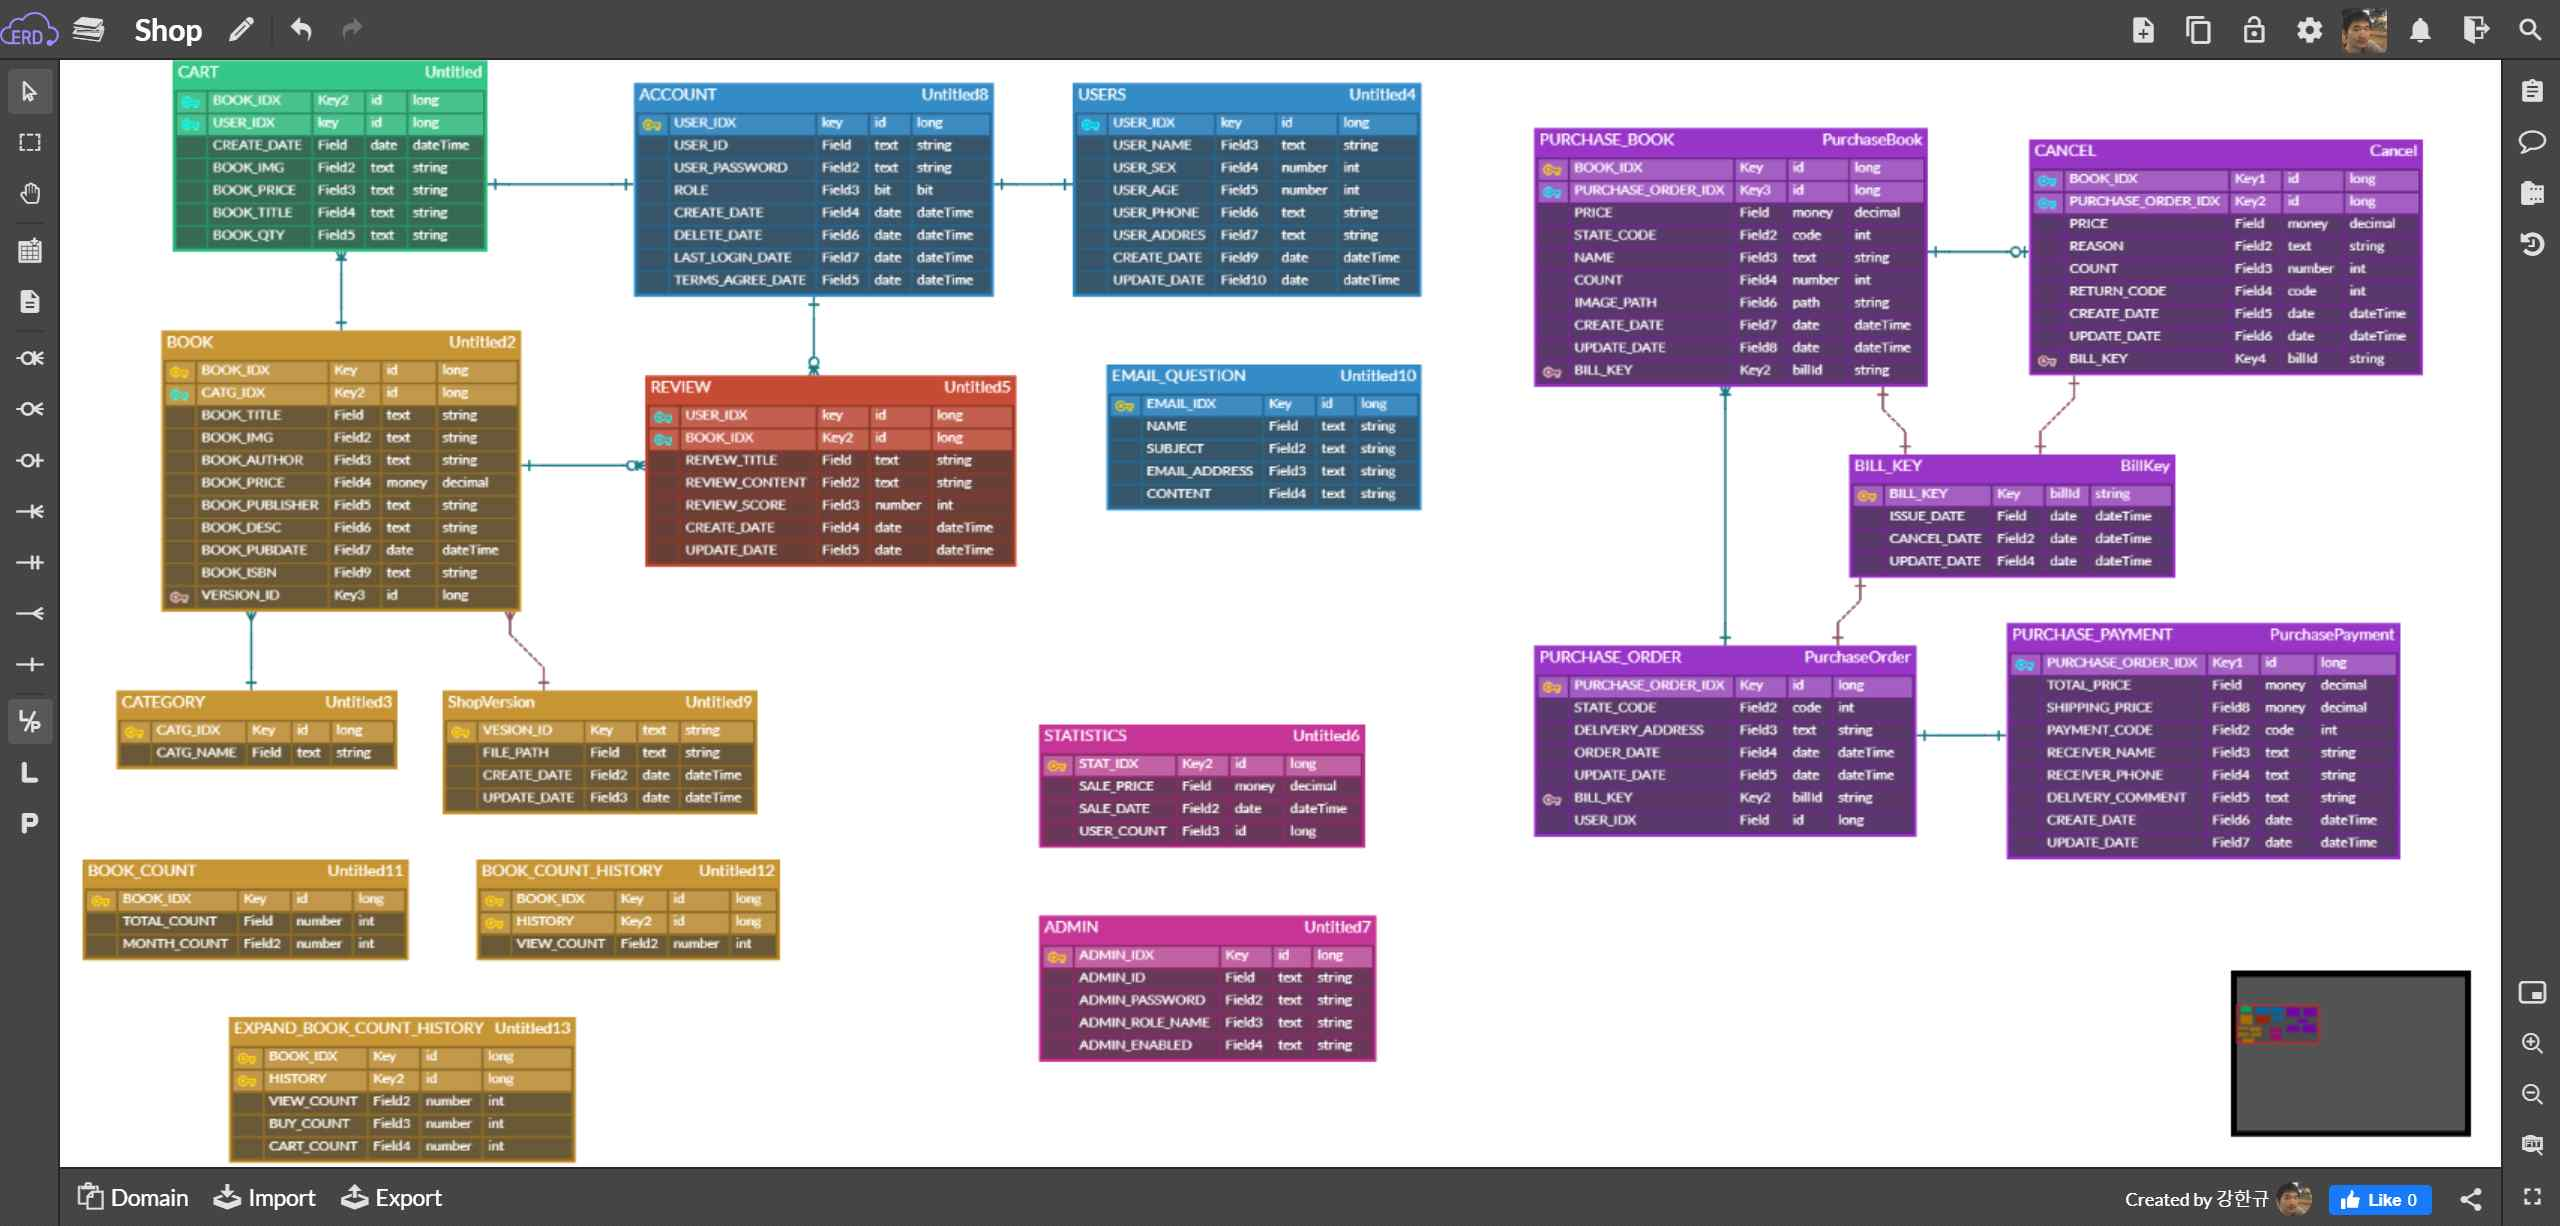 ERD
Shop
CART Untitled
BOOK_IDX Key2 id long
USER_IDX key id long
CREATE_DATE Field date dateTime
BOOK_IMG Field2 text string
BOOK_PRICE Field3 text string
BOOK_TITLE Field4 text string
BOOK_QTY Field5 text string
ACCOUNT Untitled8
USER_IDX key id long
USER_ID Field text string
USER_PASSWORD Field2 text string
ROLE Field3 bit bit
CREATE_DATE Field4 date dateTime
DELETE_DATE Field6 date dateTime
LAST_LOGIN_DATE Field7 date dateTime
TERMS_AGREE_DATE Field5 date dateTime
USERS Untitled4
USER_IDX key id long
USER_NAME Field3 text string
USER_SEX Field4 number int
USER_AGE Field5 number int
USER_PHONE Field6 text string
USER_ADDRES Field7 text string
CREATE_DATE Field9 date dateTime
UPDATE_DATE Field10 date dateTime
PURCHASE_BOOK PurchaseBook
BOOK_IDX Key id long
PURCHASE_ORDER_IDX Key3 id long
PRICE Field money decimal
STATE_CODE Field2 code int
NAME Field3 text string
COUNT Field4 number int
IMAGE_PATH Field6 path string
CREATE_DATE Field7 date dateTime
UPDATE_DATE Field8 date dateTime
BILL_KEY Key2 billId string
CANCEL Cancel
BOOK_IDX Key1 id long
PURCHASE_ORDER_IDX Key2 id long
PRICE Field money decimal
REASON Field2 text string
COUNT Field3 number int
RETURN_CODE Field4 code int
CREATE_DATE Field5 date dateTime
UPDATE_DATE Field6 date dateTime
BILL_KEY Key4 billId string
BOOK Untitled2
BOOK_IDX Key id long
CATG_IDX Key2 id long
BOOK_TITLE Field text string
BOOK_IMG Field2 text string
BOOK_AUTHOR Field3 text string
BOOK_PRICE Field4 money decimal
BOOK_PUBLISHER Field5 text string
BOOK_DESC Field6 text string
BOOK_PUBDATE Field7 date dateTime
BOOK_ISBN Field9 text string
VERSION_ID Key3 id long
REVIEW Untitled5
USER_IDX key id long
BOOK_IDX Key2 id long
REIVEW_TITLE Field text string
REVIEW_CONTENT Field2 text string
REVIEW_SCORE Field3 number int
CREATE_DATE Field4 date dateTime
UPDATE_DATE Field5 date dateTime
EMAIL_QUESTION Untitled10
EMAIL_IDX Key id long
NAME Field text string
SUBJECT Field2 text string
EMAIL_ADDRESS Field3 text string
CONTENT Field4 text string
BILL_KEY BillKey
BILL_KEY Key billId string
ISSUE_DATE Field date dateTime
CANCEL_DATE Field2 date dateTime
UPDATE_DATE Field4 date dateTime
CATEGORY Untitled3
CATG_IDX Key id long
CATG_NAME Field text string
ShopVersion Untitled9
VESION_ID Key text string
FILE_PATH Field text string
CREATE_DATE Field2 date dateTime
UPDATE_DATE Field3 date dateTime
STATISTICS Untitled6
STAT_IDX Key2 id long
SALE_PRICE Field money decimal
SALE_DATE Field2 date dateTime
USER_COUNT Field3 id long
PURCHASE_ORDER PurchaseOrder
PURCHASE_ORDER_IDX Key id long
STATE_CODE Field2 code int
DELIVERY_ADDRESS Field3 text string
ORDER_DATE Field4 date dateTime
UPDATE_DATE Field5 date dateTime
BILL_KEY Key2 billId string
USER_IDX Field id long
PURCHASE_PAYMENT PurchasePayment
PURCHASE_ORDER_IDX Key1 id long
TOTAL_PRICE Field money decimal
SHIPPING_PRICE Field8 money decimal
PAYMENT_CODE Field2 code int
RECEIVER_NAME Field3 text string
RECEIVER_PHONE Field4 text string
DELIVERY_COMMENT Field5 text string
CREATE_DATE Field6 date dateTime
UPDATE_DATE Field7 date dateTime
BOOK_COUNT Untitled11
BOOK_IDX Key id long
TOTAL_COUNT Field number int
MONTH_COUNT Field2 number int
BOOK_COUNT_HISTORY Untitled12
BOOK_IDX Key id long
HISTORY Key2 id long
VIEW_COUNT Field2 number int
ADMIN Untitled7
ADMIN_IDX Key id long
ADMIN_ID Field text string
ADMIN_PASSWORD Field2 text string
ADMIN_ROLE_NAME Field3 text string
ADMIN_ENABLED Field4 text string
EXPAND_BOOK_COUNT_HISTORY Untitled13
BOOK_IDX Key id long
HISTORY Key2 id long
VIEW_COUNT Field2 number int
BUY_COUNT Field3 number int
CART_COUNT Field4 number int
L/P
L
P
FIT
Domain Import Export
Created by 강한규 Like 0